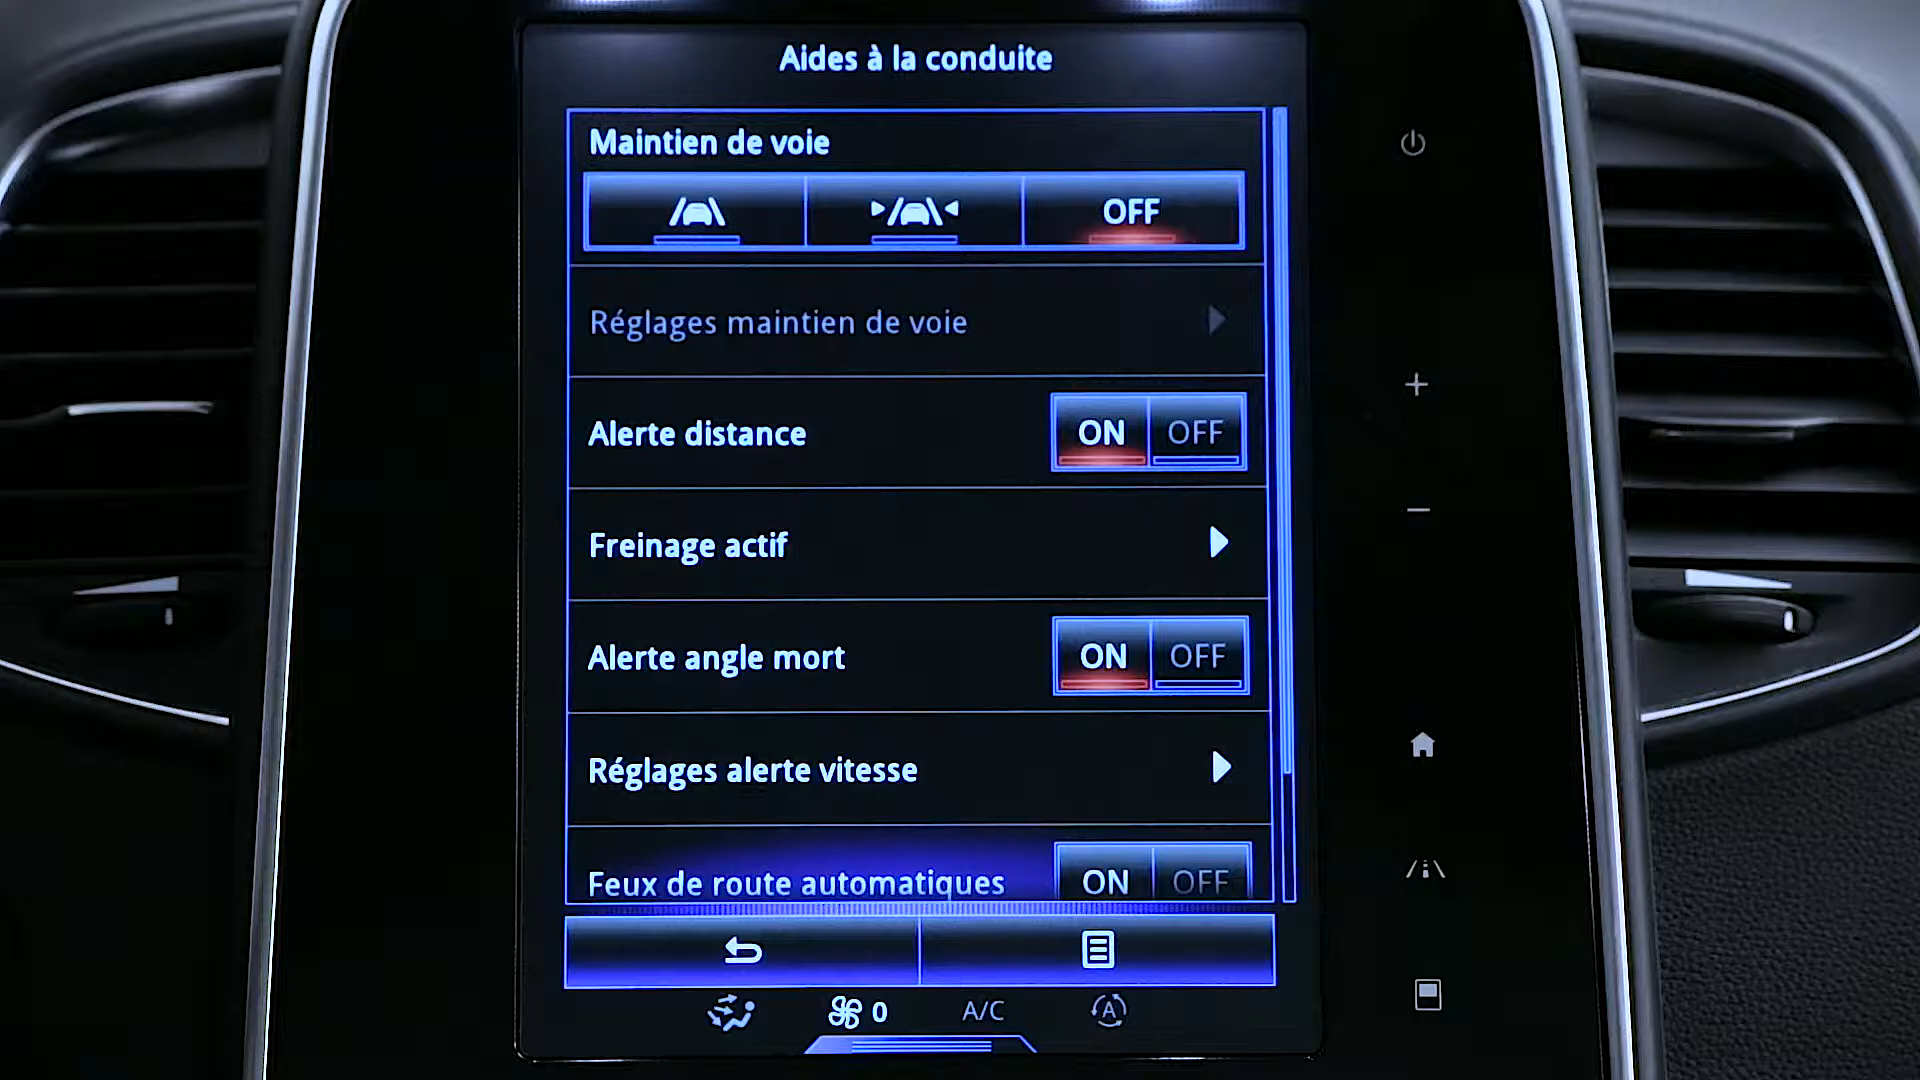 Aides à la conduite
Maintien de voie
OFF
Réglages maintien de voie
Alerte distance ON OFF
Freinage actif
Alerte angle mort ON OFF
Réglages alerte vitesse
Feux de route automatiques ON OFF
0 A/C A